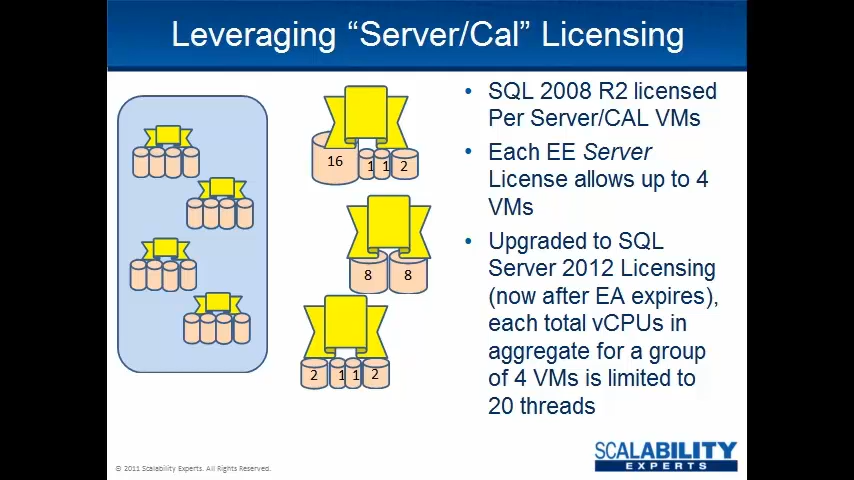 Leveraging “Server/Cal” Licensing
16 1 1 2
8 8
2 1 1 2
• SQL 2008 R2 licensed
Per Server/CAL VMs
• Each EE Server
License allows up to 4
VMs
• Upgraded to SQL
Server 2012 Licensing
(now after EA expires),
each total vCPUs in
aggregate for a group
of 4 VMs is limited to
20 threads
SCALABILITY
EXPERTS
© 2011 Scalability Experts. All Rights Reserved.